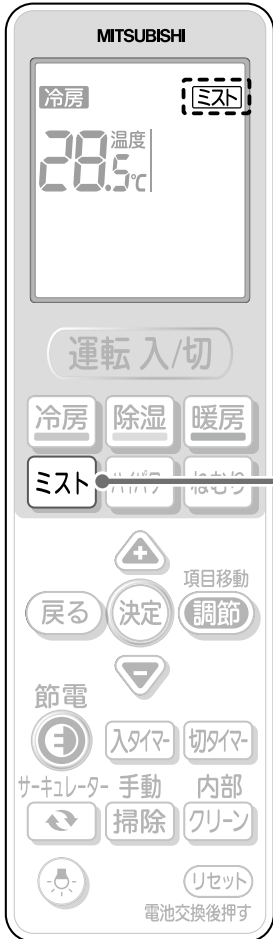 MITSUBISHI
冷房 ミスト
温度
28.5℃
運転 入/切
冷房 除湿 暖房
ミスト ハイパワー ねむり
項目移動
戻る 決定 調節
節電
入タイマー 切タイマー
サーキュレーター 手動 内部
掃除 クリーン
リセット
電池交換後押す